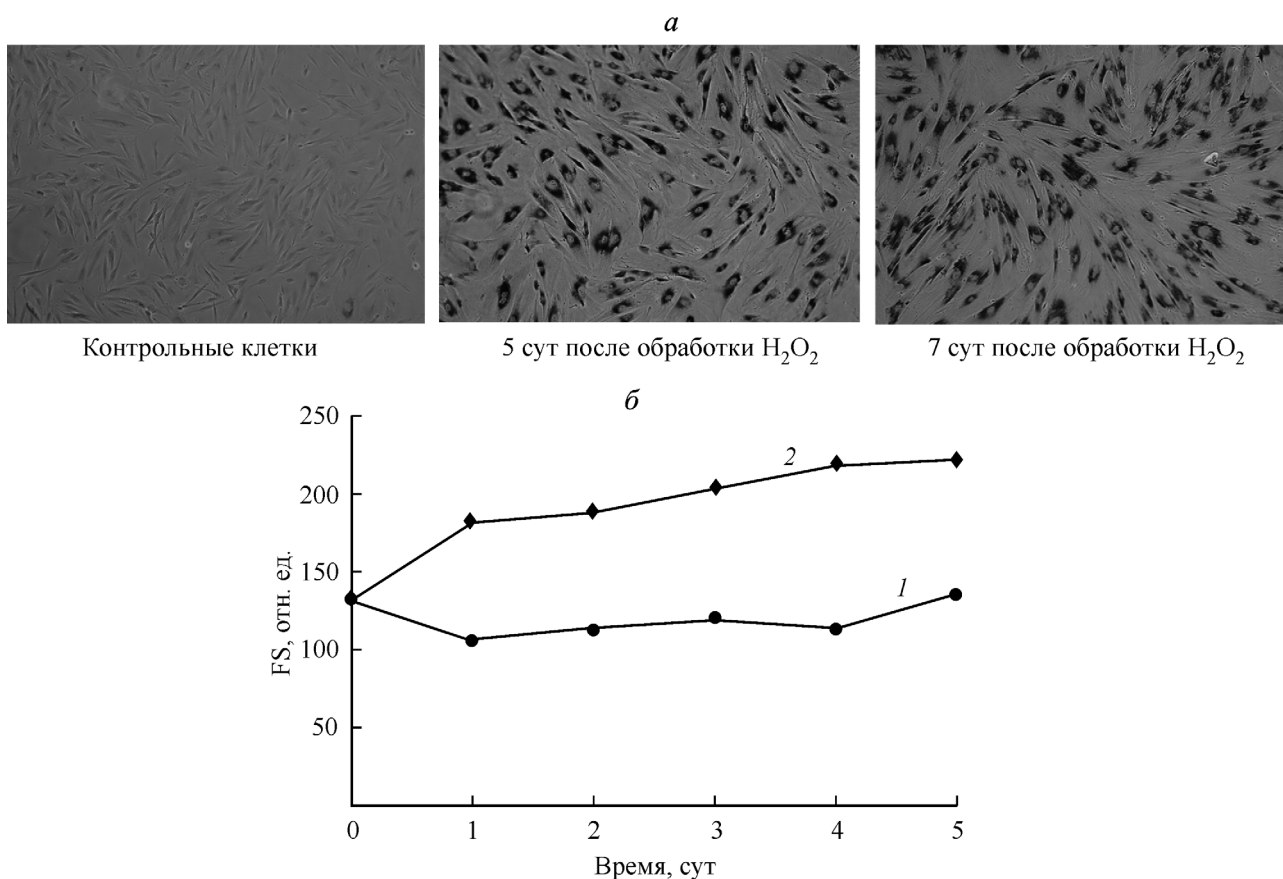 а
Контрольные клетки
5 сут после обработки H₂O₂
7 сут после обработки H₂O₂
б
250
200
150
100
50
FS, отн. ед.
2
1
0 1 2 3 4 5
Время, сут